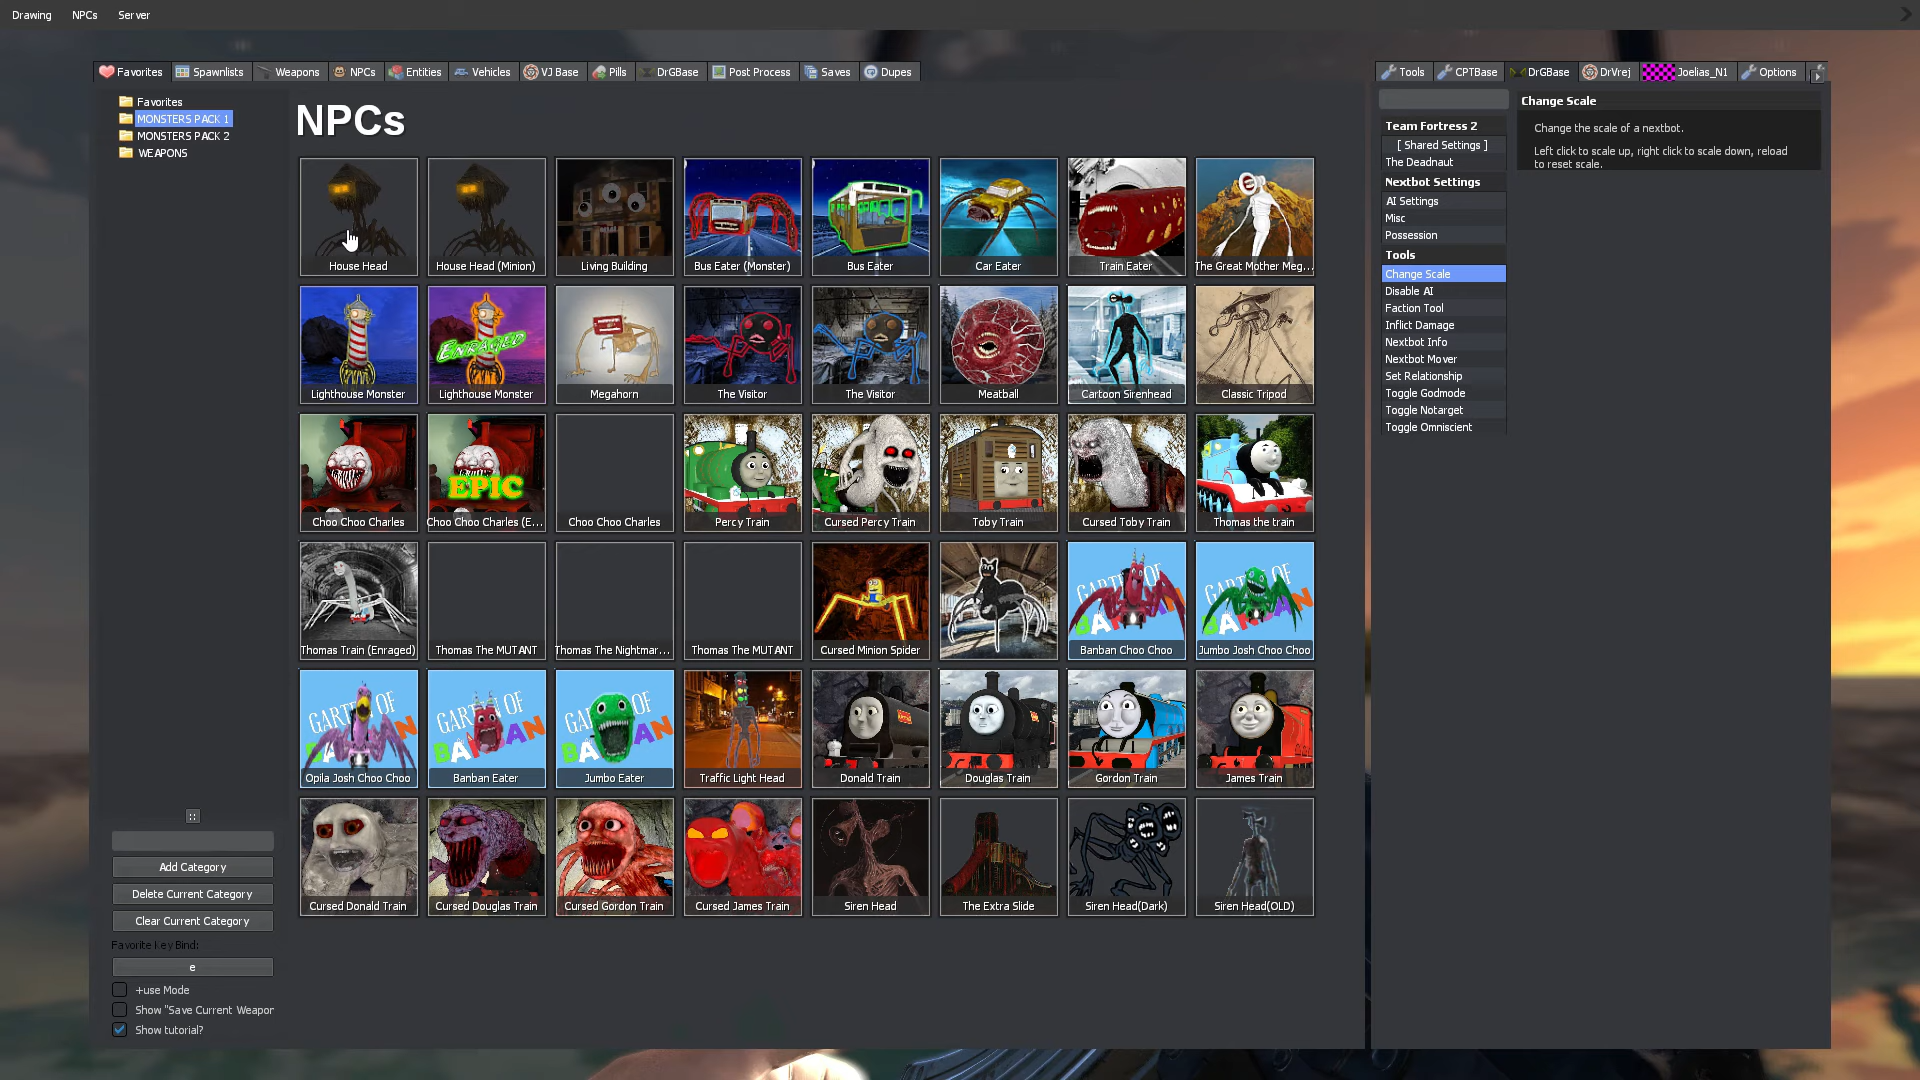 Drawing NPCs Server
Favorites Spawnlists Weapons NPCs Entities Vehicles VJ Base Pills DrGBase Post Process Saves Dupes
Tools CPTBase DrGBase DrVrej Joelias_N1 Options
Favorites
MONSTERS PACK 1
MONSTERS PACK 2
WEAPONS
NPCs
House Head
House Head (Minion)
Living Building
Bus Eater (Monster)
Bus Eater
Car Eater
Train Eater
The Great Mother Meg...
ENRAGED
Lighthouse Monster
Lighthouse Monster
Megahorn
The Visitor
The Visitor
Meatball
Cartoon Sirenhead
Classic Tripod
EPIC
Choo Choo Charles
Choo Choo Charles (E...
Choo Choo Charles
Percy Train
Cursed Percy Train
Toby Train
Cursed Toby Train
Thomas the train
Thomas Train (Enraged)
Thomas The MUTANT
Thomas The Nightmar...
Thomas The MUTANT
Cursed Minion Spider
Banban Choo Choo
Jumbo Josh Choo Choo
Opila Josh Choo Choo
Banban Eater
Jumbo Eater
Traffic Light Head
Donald Train
Douglas Train
Gordon Train
James Train
Cursed Donald Train
Cursed Douglas Train
Cursed Gordon Train
Cursed James Train
Siren Head
The Extra Slide
Siren Head(Dark)
Siren Head(OLD)
Add Category
Delete Current Category
Clear Current Category
Favorite Key Bind:
e
+use Mode
Show "Save Current Weapor
Show tutorial?
Team Fortress 2
[ Shared Settings ]
The Deadnaut
Nextbot Settings
AI Settings
Misc
Possession
Tools
Change Scale
Disable AI
Faction Tool
Inflict Damage
Nextbot Info
Nextbot Mover
Set Relationship
Toggle Godmode
Toggle Notarget
Toggle Omniscient
Change Scale
Change the scale of a nextbot.
Left click to scale up, right click to scale down, reload
to reset scale.